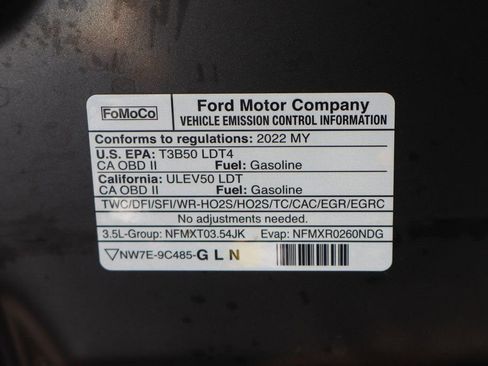 FoMoCo
Ford Motor Company
VEHICLE EMISSION CONTROL INFORMATION
Conforms to regulations: 2022 MY
U.S. EPA: T3B50 LDT4
CA OBD II Fuel: Gasoline
California: ULEV50 LDT
CA OBD II Fuel: Gasoline
TWC/DFI/SFI/WR-HO2S/HO2S/TC/CAC/EGR/EGRC
No adjustments needed.
3.5L-Group: NFMXT03.54JK Evap: NFMXR0260NDG
NW7E-9C485-G L N